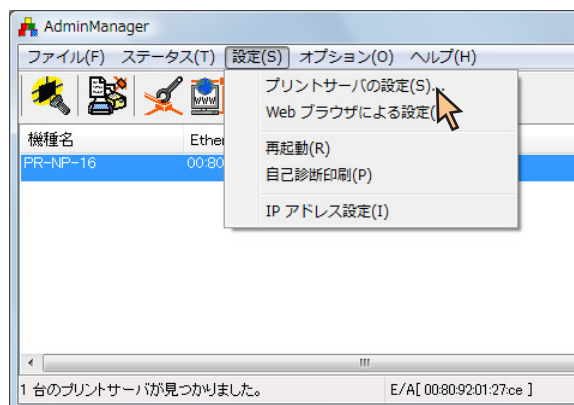 AdminManager
ファイル(F) ステータス(T) 設定(S) オプション(O) ヘルプ(H)
プリントサーバの設定(S)...
Web ブラウザによる設定(
再起動(R)
自己診断印刷(P)
IP アドレス設定(I)
WWW
機種名 Ether
PR-NP-16 00:80
1 台のプリントサーバが見つかりました。 E/A[ 00:80:92:01:27:ce ]